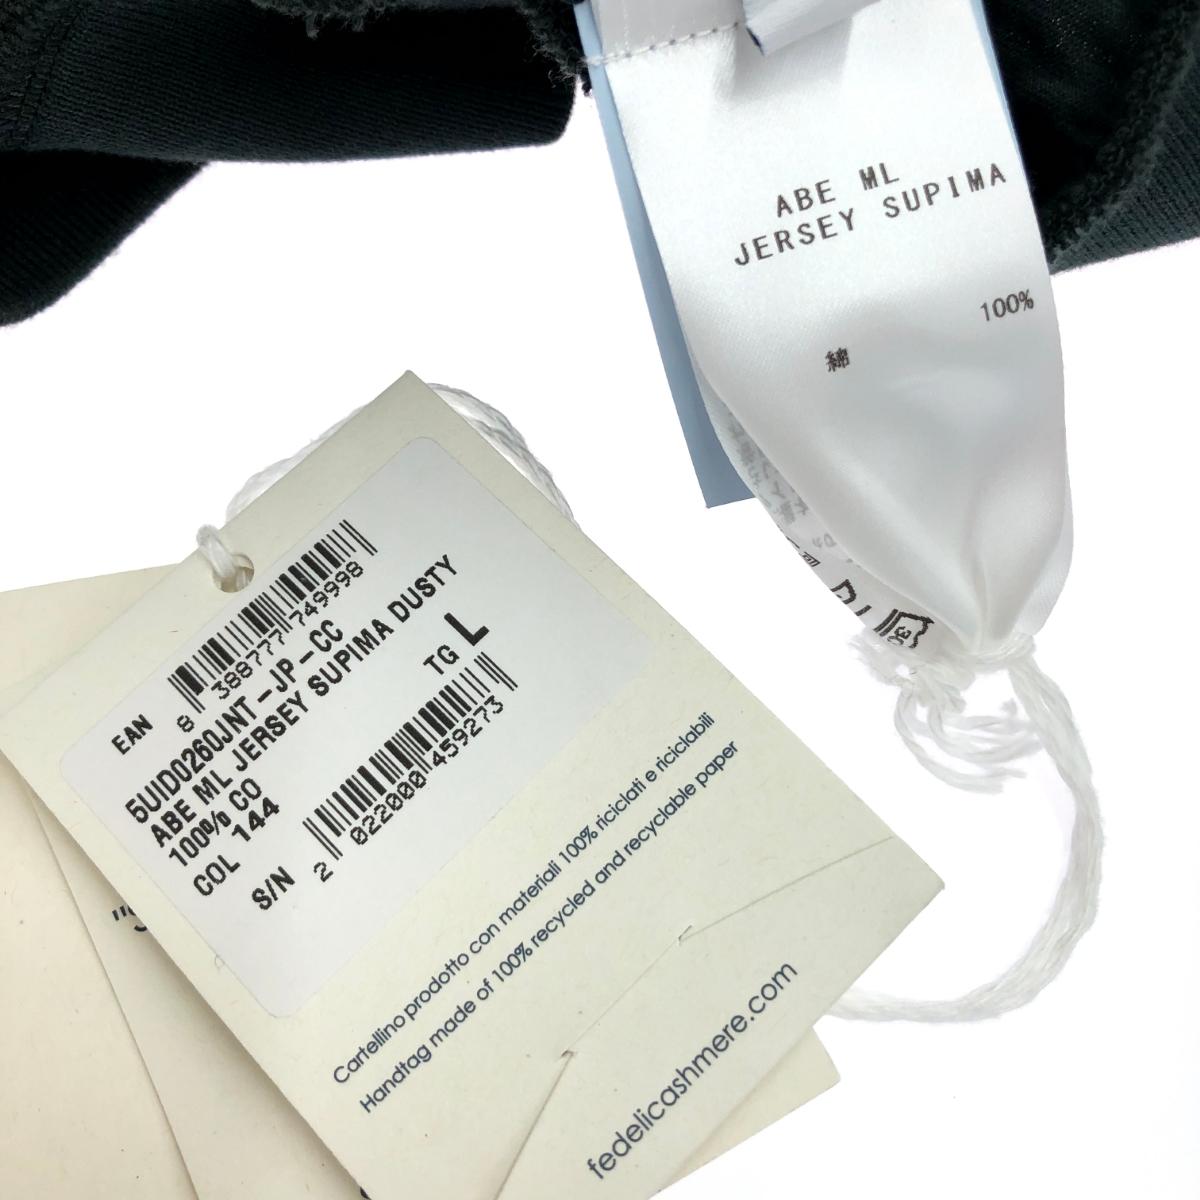 ABE ML
JERSEY SUPIMA
100%
綿
EAN 8 388777 749998
5UID0260JNT-JP-CC
ABE ML JERSEY SUPIMA DUSTY
100% CO
COL 144
TG L
S/N 2 022000 459273
Cartellino prodotto con materiali 100% riciclati e riciclabili
Handtag made of 100% recycled and recyclable paper
fedelicashmere.com
30